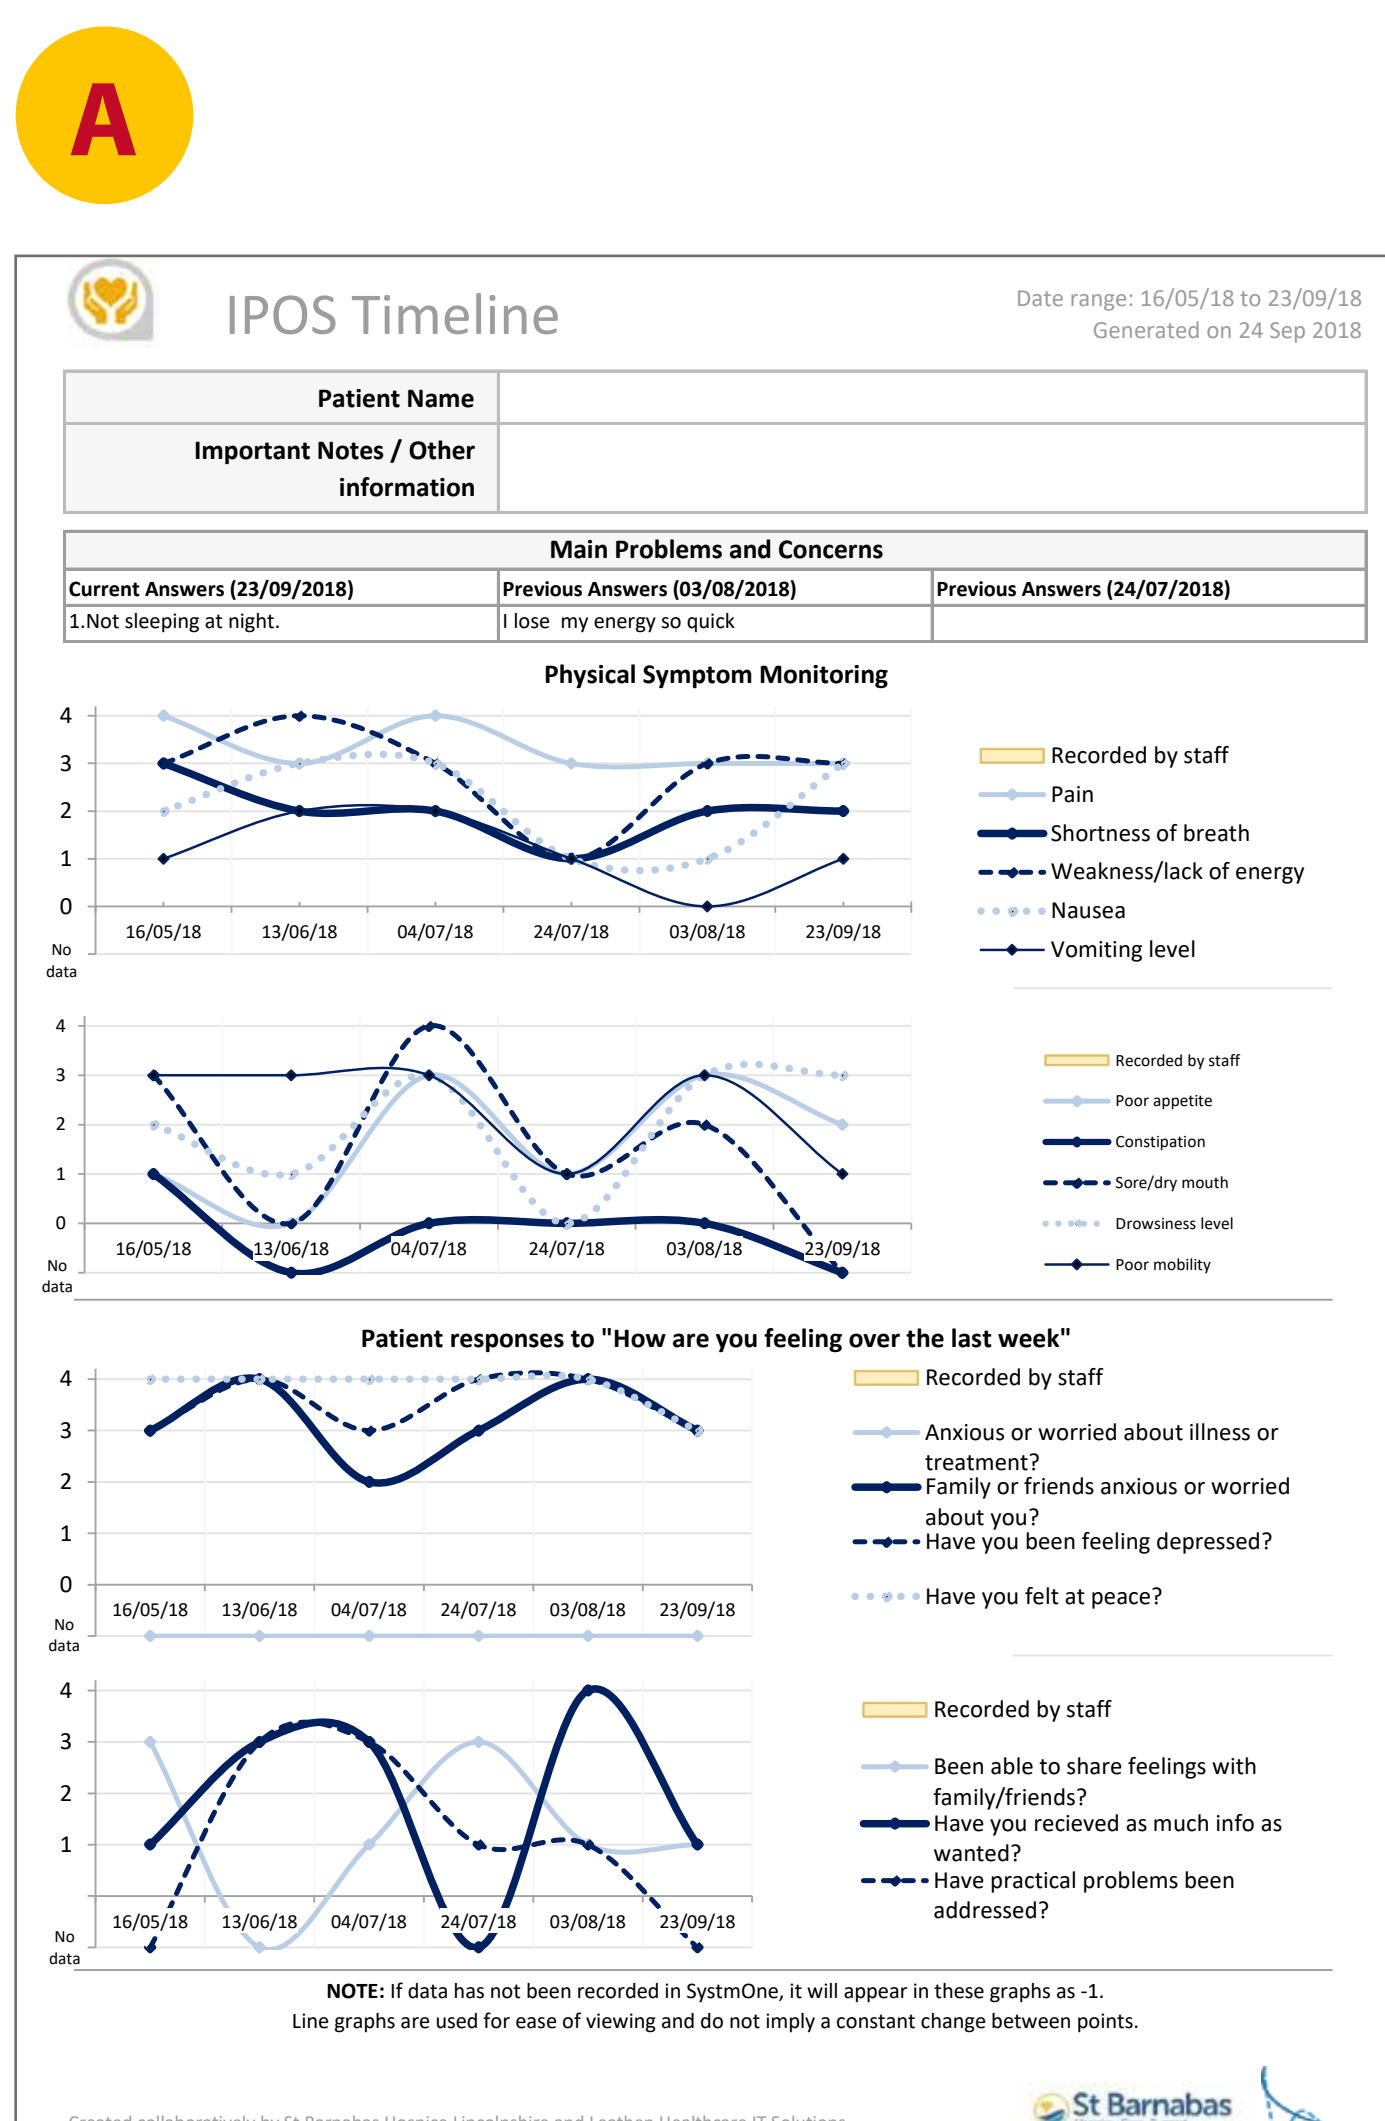 A
IPOS Timeline
Date range: 16/05/18 to 23/09/18
Generated on 24 Sep 2018
Patient Name
Important Notes / Other
information
Main Problems and Concerns
Current Answers (23/09/2018) Previous Answers (03/08/2018) Previous Answers (24/07/2018)
1.Not sleeping at night. I lose my energy so quick
Physical Symptom Monitoring
4
3
2
1
0
No
data
16/05/18 13/06/18 04/07/18 24/07/18 03/08/18 23/09/18
Recorded by staff
Pain
Shortness of breath
Weakness/lack of energy
Nausea
Vomiting level
4
3
2
1
0
No
data
16/05/18 13/06/18 04/07/18 24/07/18 03/08/18 23/09/18
Recorded by staff
Poor appetite
Constipation
Sore/dry mouth
Drowsiness level
Poor mobility
Patient responses to "How are you feeling over the last week"
4
3
2
1
0
No
data
16/05/18 13/06/18 04/07/18 24/07/18 03/08/18 23/09/18
Recorded by staff
Anxious or worried about illness or
treatment?
Family or friends anxious or worried
about you?
Have you been feeling depressed?
Have you felt at peace?
4
3
2
1
No
data
16/05/18 13/06/18 04/07/18 24/07/18 03/08/18 23/09/18
Recorded by staff
Been able to share feelings with
family/friends?
Have you recieved as much info as
wanted?
Have practical problems been
addressed?
NOTE: If data has not been recorded in SystmOne, it will appear in these graphs as -1.
Line graphs are used for ease of viewing and do not imply a constant change between points.
St Barnabas
Created collaboratively by St Barnabas Hospice Lincolnshire and Healthcare IT Solutions